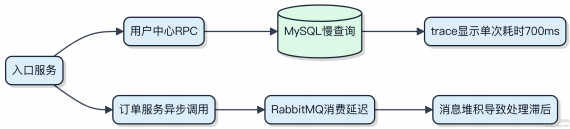 用户中心RPC
MySQL慢查询
trace显示单次耗时700ms
入口服务
订单服务异步调用
RabbitMQ消费延迟
消息堆积导致处理滞后